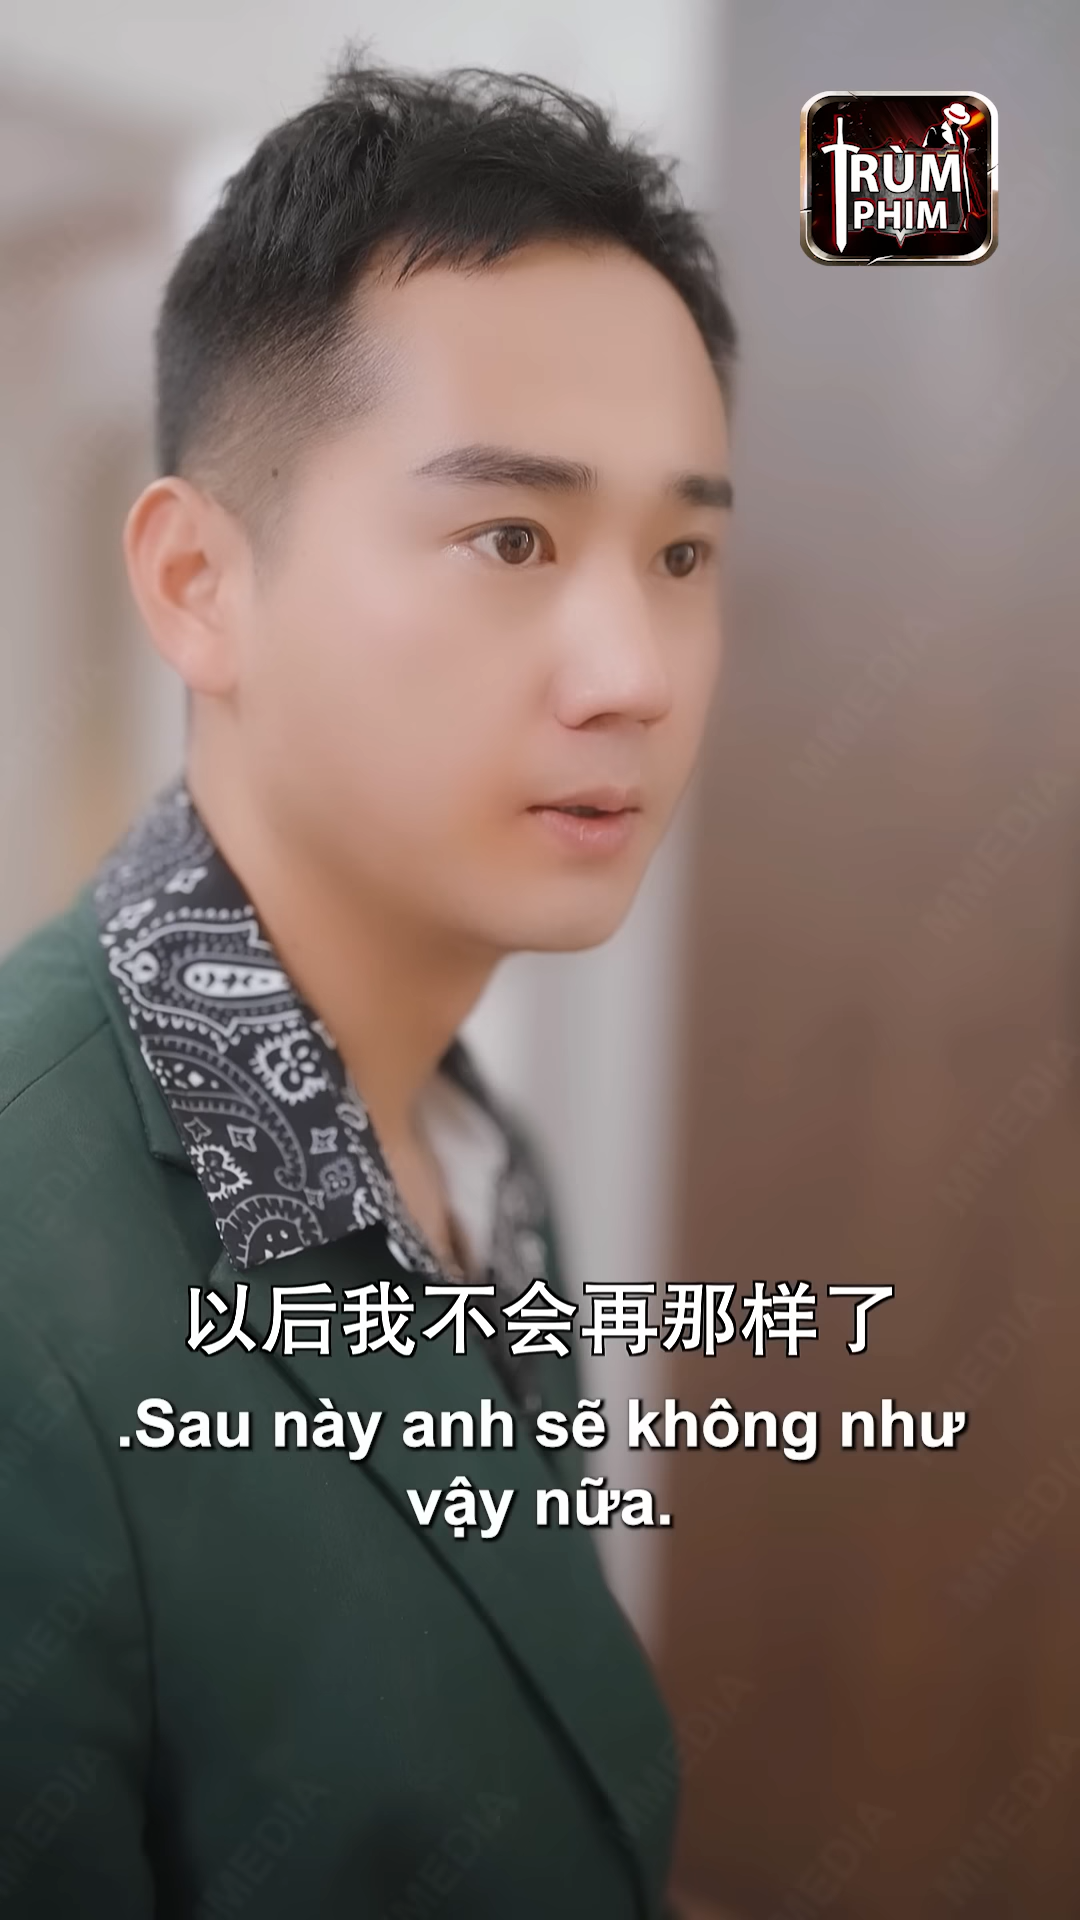 TRÙM
PHIM
以后我不会再那样了
.Sau này anh sẽ không như
vậy nữa.
MMEDIA